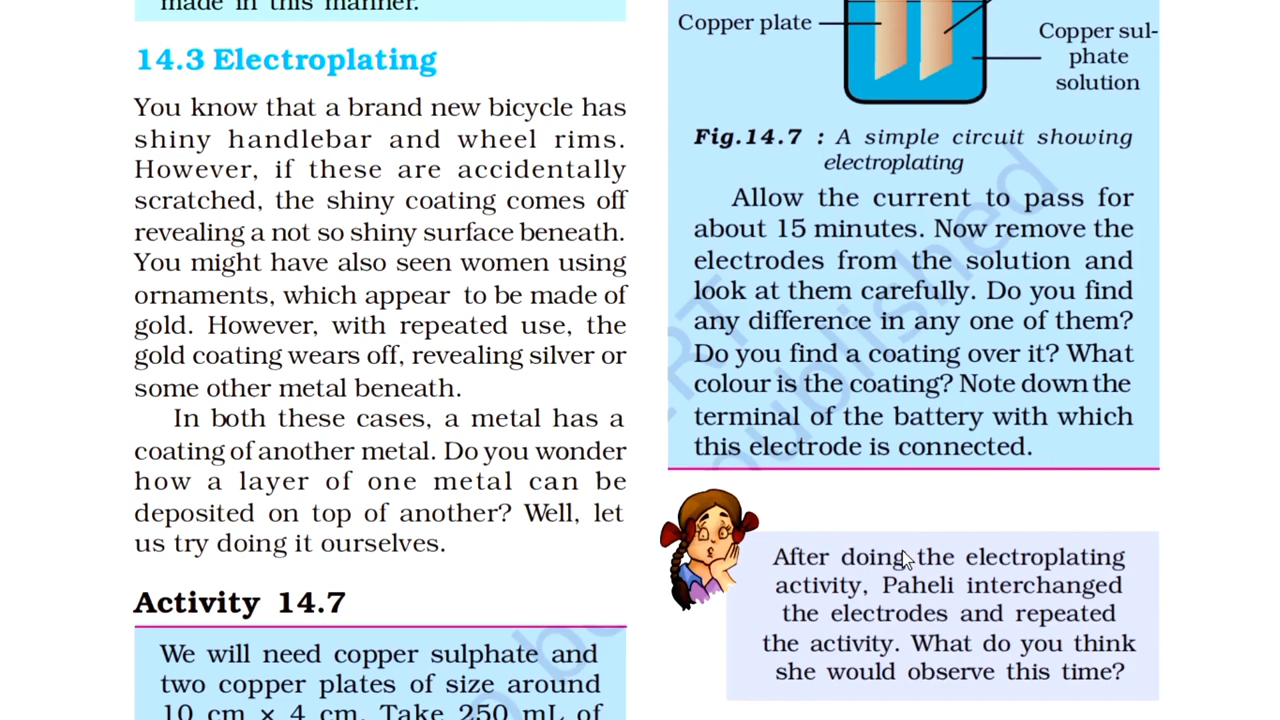 made in this manner.
14.3 Electroplating
You know that a brand new bicycle has
shiny handlebar and wheel rims.
However, if these are accidentally
scratched, the shiny coating comes off
revealing a not so shiny surface beneath.
You might have also seen women using
ornaments, which appear to be made of
gold. However, with repeated use, the
gold coating wears off, revealing silver or
some other metal beneath.
In both these cases, a metal has a
coating of another metal. Do you wonder
how a layer of one metal can be
deposited on top of another? Well, let
us try doing it ourselves.
Activity 14.7
We will need copper sulphate and
two copper plates of size around
10 cm × 4 cm. Take 250 mL of
Copper plate
Copper sul-
phate
solution
Fig.14.7 : A simple circuit showing
electroplating
Allow the current to pass for
about 15 minutes. Now remove the
electrodes from the solution and
look at them carefully. Do you find
any difference in any one of them?
Do you find a coating over it? What
colour is the coating? Note down the
terminal of the battery with which
this electrode is connected.
After doing the electroplating
activity, Paheli interchanged
the electrodes and repeated
the activity. What do you think
she would observe this time?